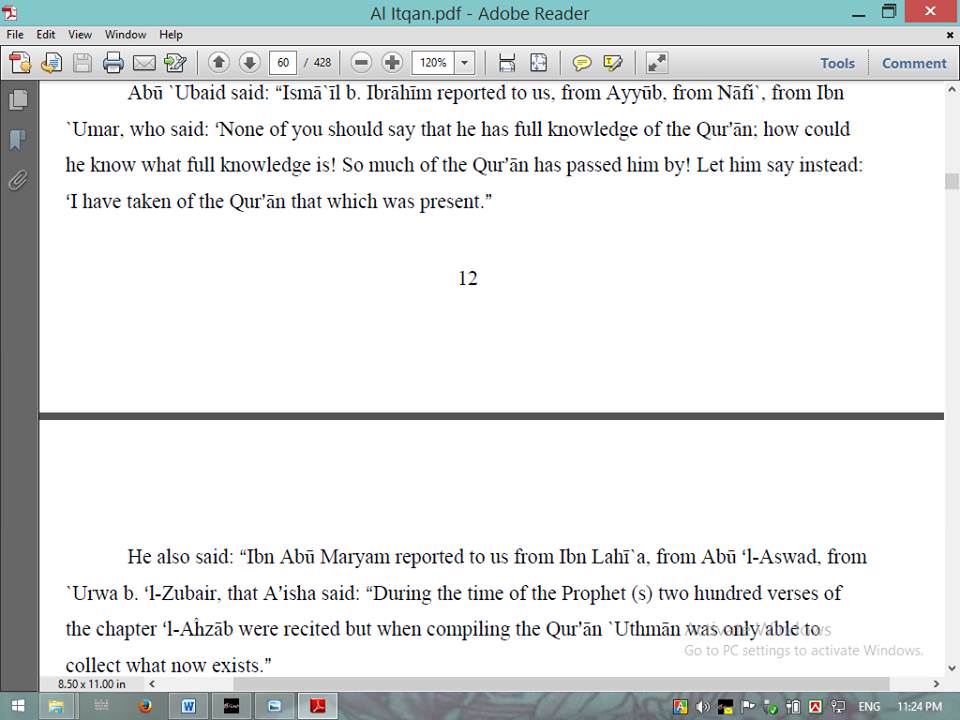 Al Itqan.pdf - Adobe Reader
File Edit View Window Help
60 / 428 120% Tools Comment
Abū `Ubaid said: “Ismā`īl b. Ibrāhīm reported to us, from Ayyūb, from Nāfi`, from Ibn
`Umar, who said: ‘None of you should say that he has full knowledge of the Qur’ān; how could
he know what full knowledge is! So much of the Qur’ān has passed him by! Let him say instead:
‘I have taken of the Qur’ān that which was present.”
12
He also said: “Ibn Abū Maryam reported to us from Ibn Lahī`a, from Abū ‘l-Aswad, from
`Urwa b. ‘l-Zubair, that A’isha said: “During the time of the Prophet (s) two hundred verses of
the chapter ‘l-Aĥzāb were recited but when compiling the Qur’ān `Uthmān was only able to
Activate Windows
Go to PC settings to activate Windows.
collect what now exists.”
8.50 x 11.00 in
ENG 11:24 PM